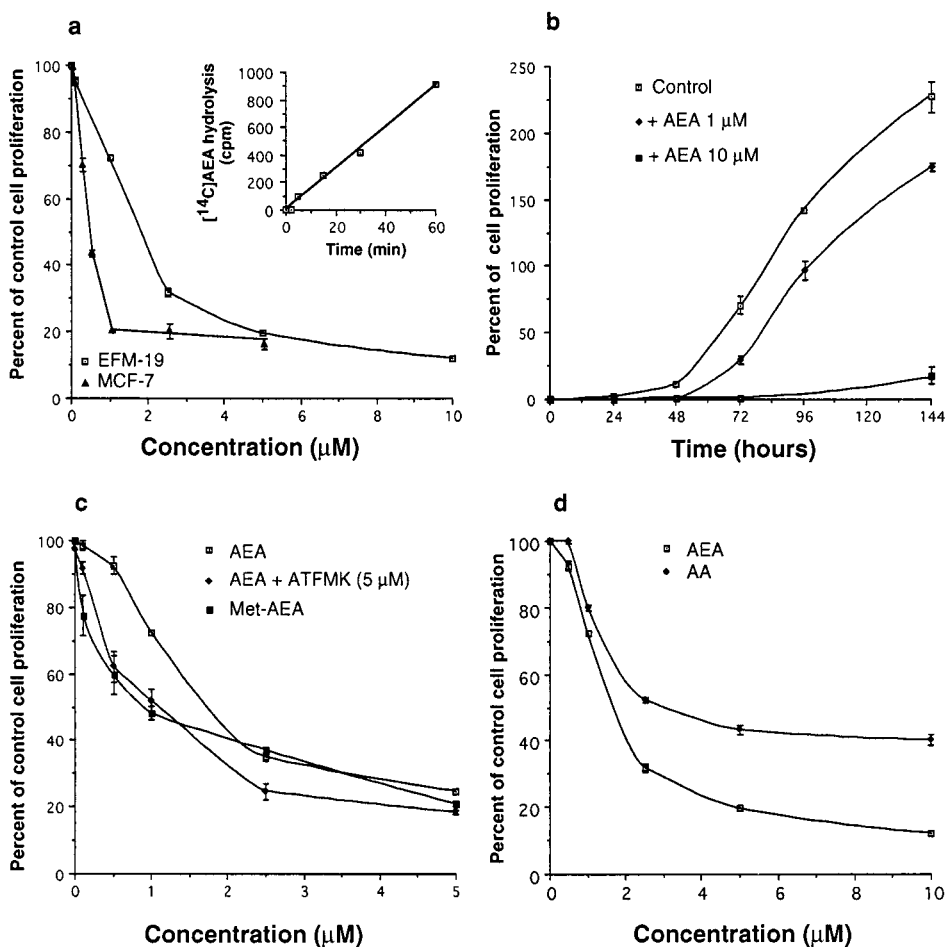 a
Percent of control cell proliferation
100
80
60
40
20
0
0
2
4
6
8
10
Concentration (µM)
EFM-19
MCF-7
[14C]AEA hydrolysis
(cpm)
1000
800
600
400
200
0
0
20
40
60
Time (min)
b
Percent of cell proliferation
250
200
150
100
50
0
0
24
48
72
96
120
144
Time (hours)
Control
+ AEA 1 µM
+ AEA 10 µM
c
Percent of control cell proliferation
100
80
60
40
20
0
0
1
2
3
4
5
Concentration (µM)
AEA
AEA + ATFMK (5 µM)
Met-AEA
d
Percent of control cell proliferation
100
80
60
40
20
0
0
2
4
6
8
10
Concentration (µM)
AEA
AA